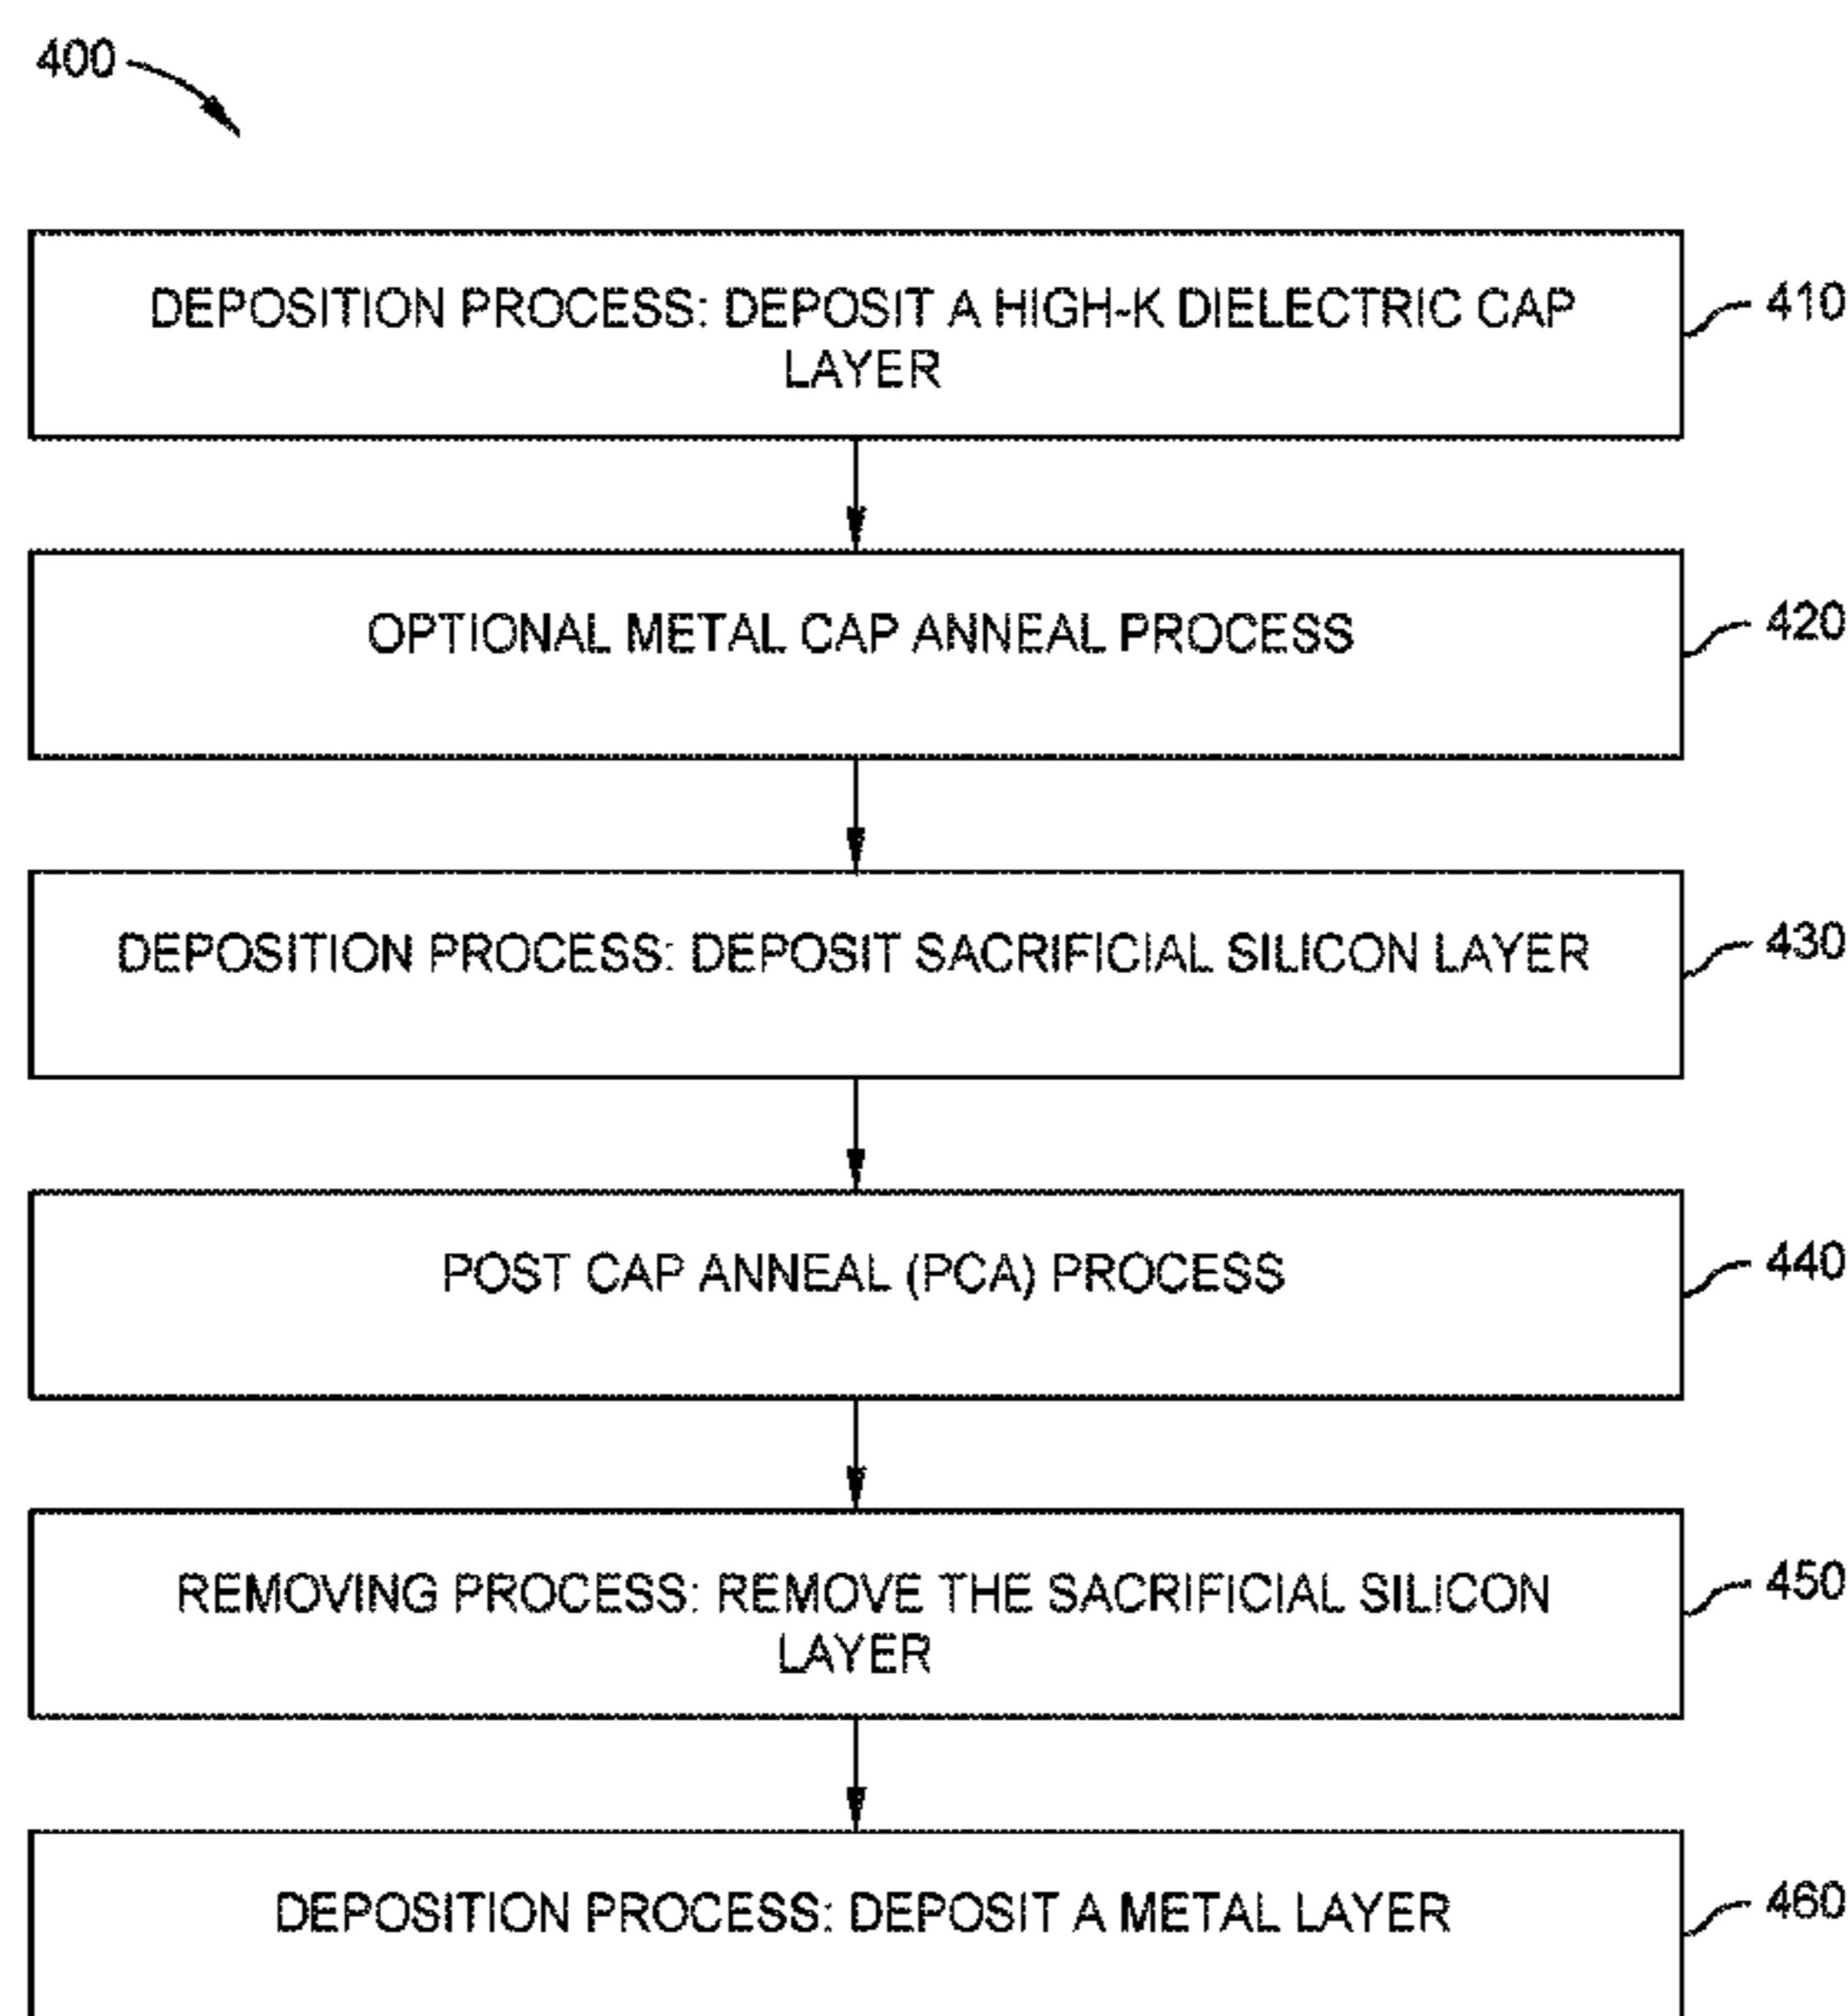 400
DEPOSITION PROCESS: DEPOSIT A HIGH-K DIELECTRIC CAP
LAYER
410
OPTIONAL METAL CAP ANNEAL PROCESS
420
DEPOSITION PROCESS: DEPOSIT SACRIFICIAL SILICON LAYER
430
POST CAP ANNEAL (PCA) PROCESS
440
REMOVING PROCESS: REMOVE THE SACRIFICIAL SILICON
LAYER
450
DEPOSITION PROCESS: DEPOSIT A METAL LAYER
460